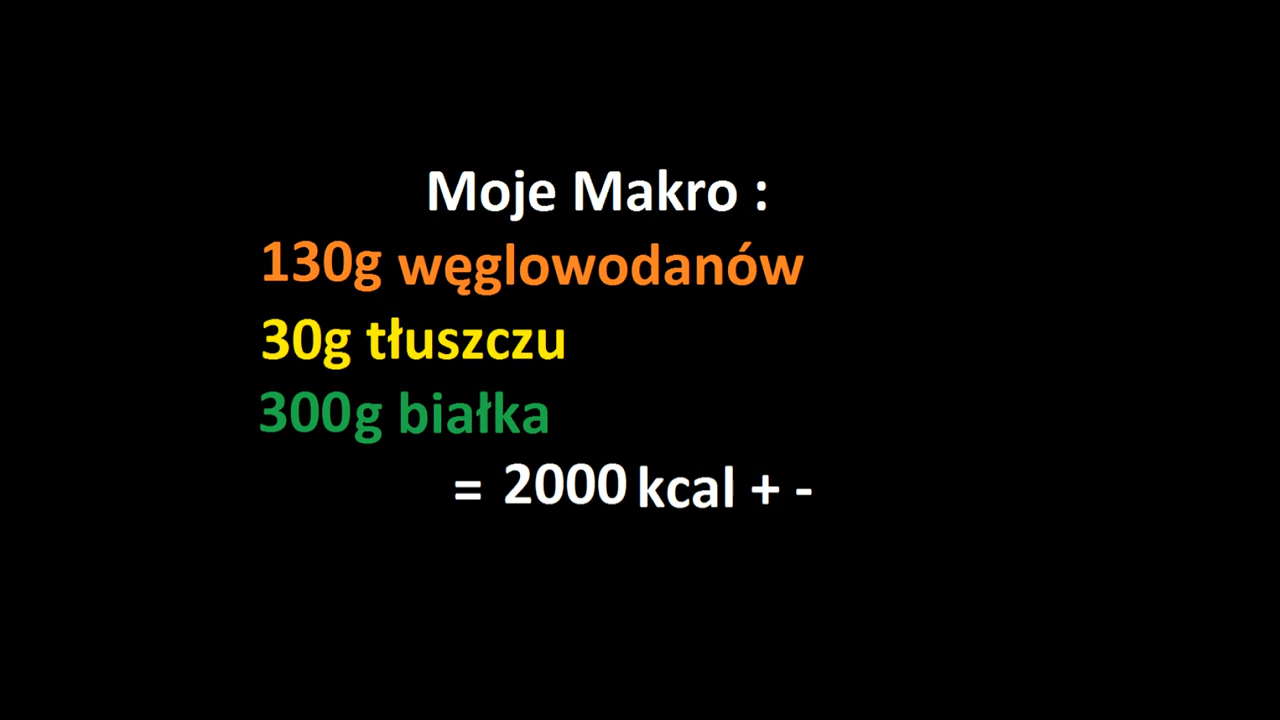 Moje Makro :
130g węglowodanów
30g tłuszczu
300g białka
= 2000 kcal + -